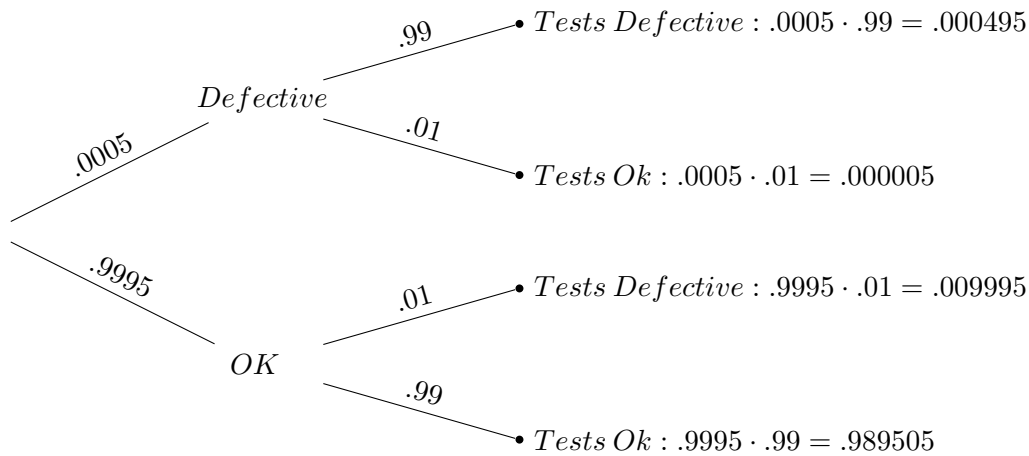 .99
Tests Defective : .0005 · .99 = .000495
Defective
.0005
.01
Tests Ok : .0005 · .01 = .000005
.9995
.01
Tests Defective : .9995 · .01 = .009995
OK
.99
Tests Ok : .9995 · .99 = .989505